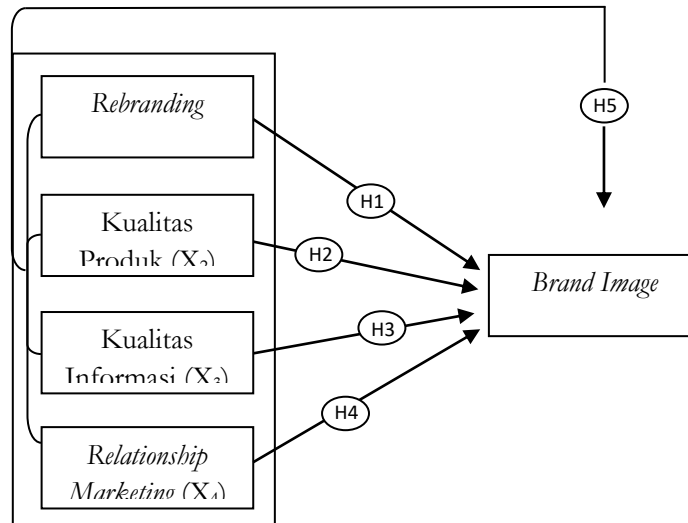 Rebranding
H5
H1
Kualitas
Produk (X₂)
H2
Brand Image
Kualitas
Informasi (X₃)
H3
H4
Relationship
Marketing (X₄)